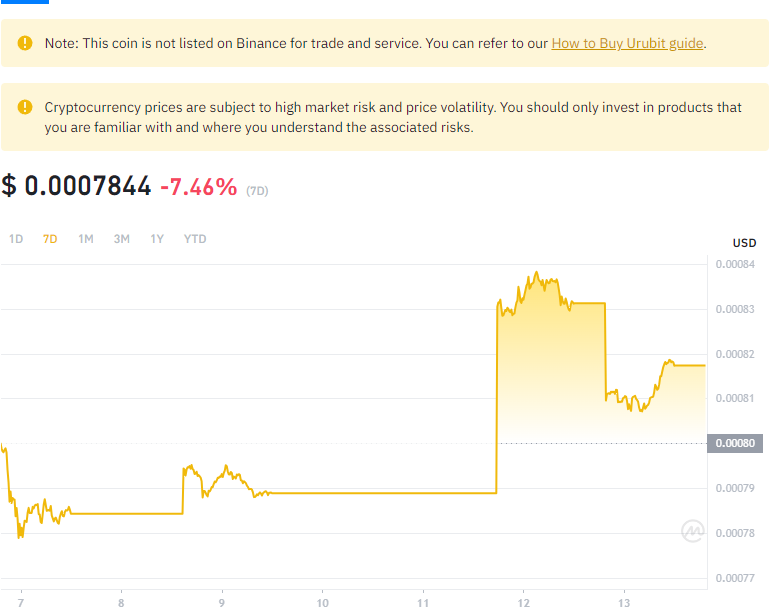 Note: This coin is not listed on Binance for trade and service. You can refer to our How to Buy Urubit guide.
Cryptocurrency prices are subject to high market risk and price volatility. You should only invest in products that
you are familiar with and where you understand the associated risks.
$ 0.0007844 -7.46% (7D)
1D 7D 1M 3M 1Y YTD
USD
0.00084
0.00083
0.00082
0.00081
0.00080
0.00079
0.00078
0.00077
7 8 9 10 11 12 13